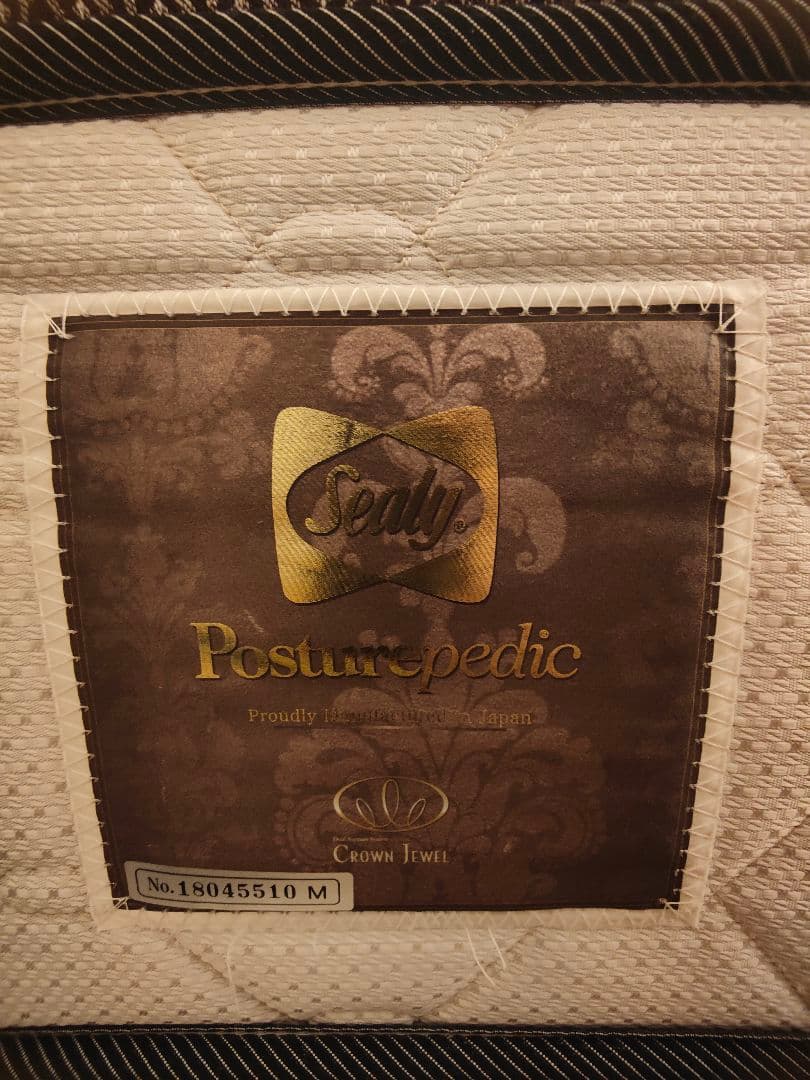 Sealy®
Posturepedic
Proudly Manufactured in Japan
CROWN JEWEL
No.18045510 M